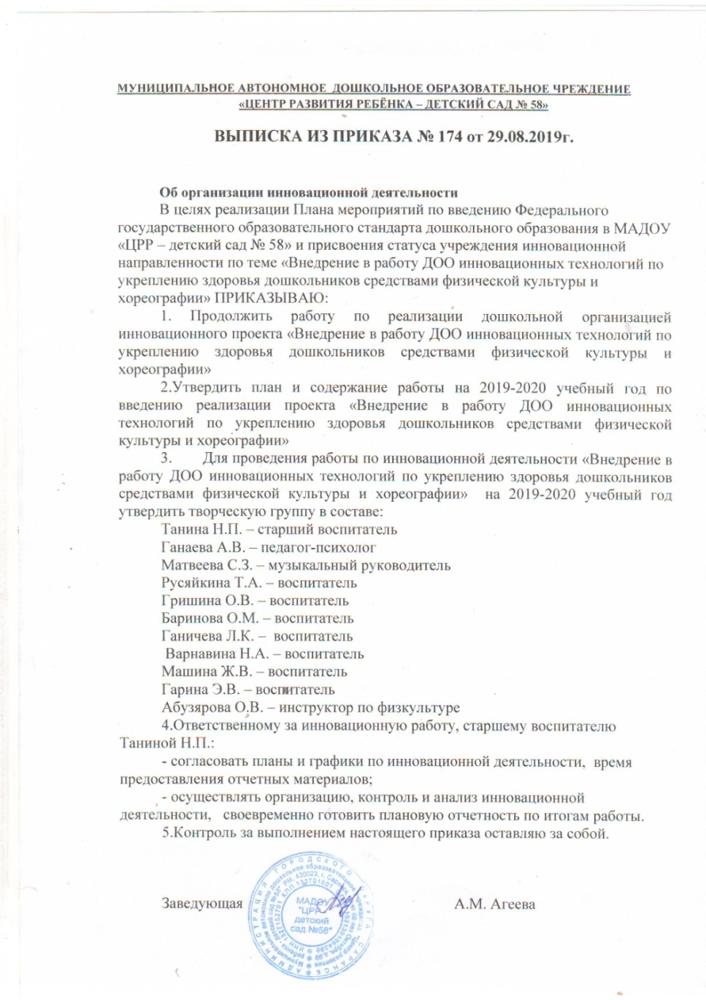 МУНИЦИПАЛЬНОЕ АВТОНОМНОЕ ДОШКОЛЬНОЕ ОБРАЗОВАТЕЛЬНОЕ ЧРЕЖДЕНИЕ
«ЦЕНТР РАЗВИТИЯ РЕБЁНКА – ДЕТСКИЙ САД № 58»
ВЫПИСКА ИЗ ПРИКАЗА № 174 от 29.08.2019г.
Об организации инновационной деятельности
В целях реализации Плана мероприятий по введению Федерального
государственного образовательного стандарта дошкольного образования в МАДОУ
«ЦРР – детский сад № 58» и присвоения статуса учреждения инновационной
направленности по теме «Внедрение в работу ДОО инновационных технологий по
укреплению здоровья дошкольников средствами физической культуры и
хореографии» ПРИКАЗЫВАЮ:
1. Продолжить работу по реализации дошкольной организацией
инновационного проекта «Внедрение в работу ДОО инновационных технологий по
укреплению здоровья дошкольников средствами физической культуры и
хореографии»
2.Утвердить план и содержание работы на 2019-2020 учебный год по
введению реализации проекта «Внедрение в работу ДОО инновационных
технологий по укреплению здоровья дошкольников средствами физической
культуры и хореографии»
3. Для проведения работы по инновационной деятельности «Внедрение в
работу ДОО инновационных технологий по укреплению здоровья дошкольников
средствами физической культуры и хореографии» на 2019-2020 учебный год
утвердить творческую группу в составе:
Танина Н.П. – старший воспитатель
Ганаева А.В. – педагог-психолог
Матвеева С.З. – музыкальный руководитель
Русяйкина Т.А. – воспитатель
Гришина О.В. – воспитатель
Баринова О.М. – воспитатель
Ганичева Л.К. – воспитатель
Варнавина Н.А. – воспитатель
Машина Ж.В. – воспитатель
Гарина Э.В. – воспитатель
Абузярова О.В. – инструктор по физкультуре
4.Ответственному за инновационную работу, старшему воспитателю
Таниной Н.П.:
- согласовать планы и графики по инновационной деятельности, время
предоставления отчетных материалов;
- осуществлять организацию, контроль и анализ инновационной
деятельности, своевременно готовить плановую отчетность по итогам работы.
5.Контроль за выполнением настоящего приказа оставляю за собой.
Заведующая А.М. Агеева
МАДОУ
"ЦРР
детский
сад №58"